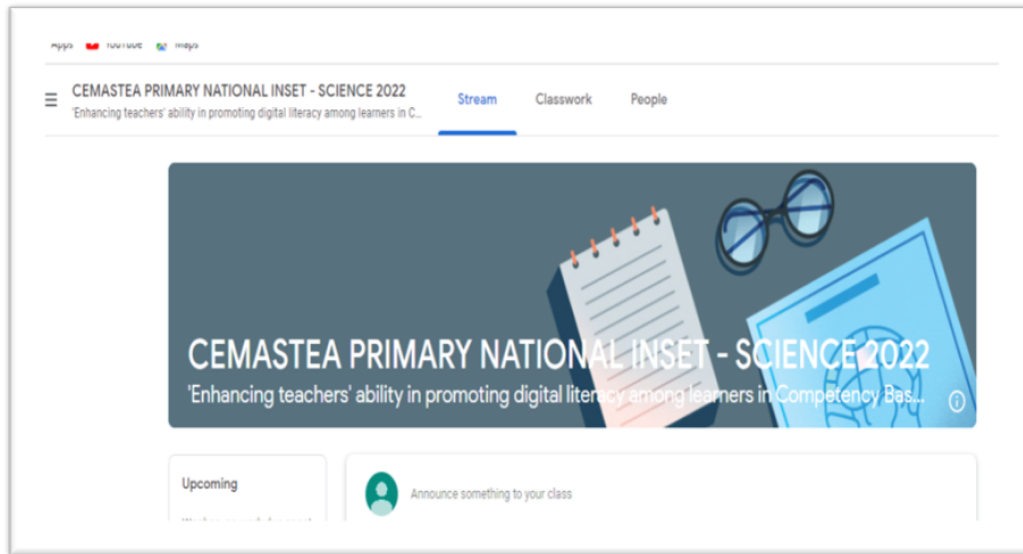 Apps YouTube Maps
CEMASTEA PRIMARY NATIONAL INSET - SCIENCE 2022
'Enhancing teachers' ability in promoting digital literacy among learners in C...
Stream Classwork People
CEMASTEA PRIMARY NATIONAL INSET - SCIENCE 2022
'Enhancing teachers' ability in promoting digital literacy among learners in Competency Bas...
Upcoming
Announce something to your class